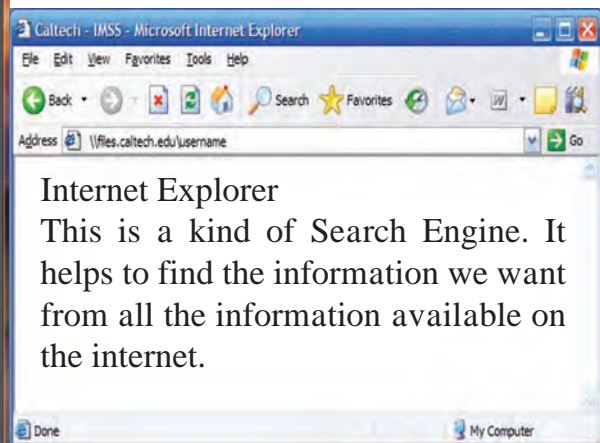 Caltech - IMSS - Microsoft Internet Explorer
File Edit View Favorites Tools Help
Back Search Favorites
Address \\files.caltech.edu\username Go
Internet Explorer
This is a kind of Search Engine. It
helps to find the information we want
from all the information available on
the internet.
Done My Computer